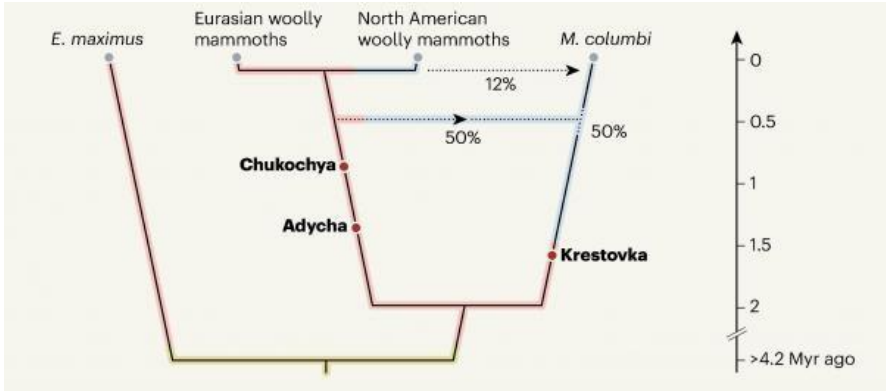 E. maximus
Eurasian woolly
mammoths
North American
woolly mammoths
M. columbi
0
12%
0.5
50%
50%
Chukochya
1
Adycha
1.5
Krestovka
2
>4.2 Myr ago